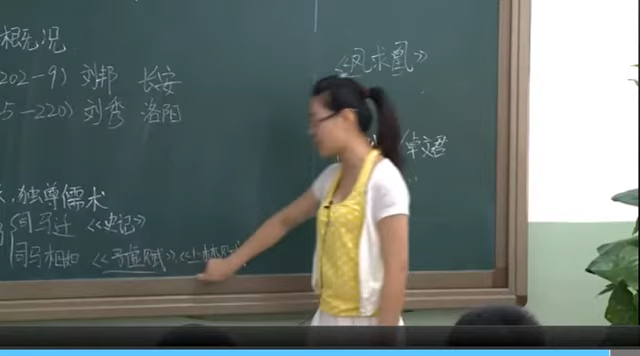 概况
《凤求凰》
202-9) 刘邦 长安
5-220) 刘秀 洛阳
卓文君
独尊儒术
司马迁 《史记》
司马相如 《子虚赋》、《上林